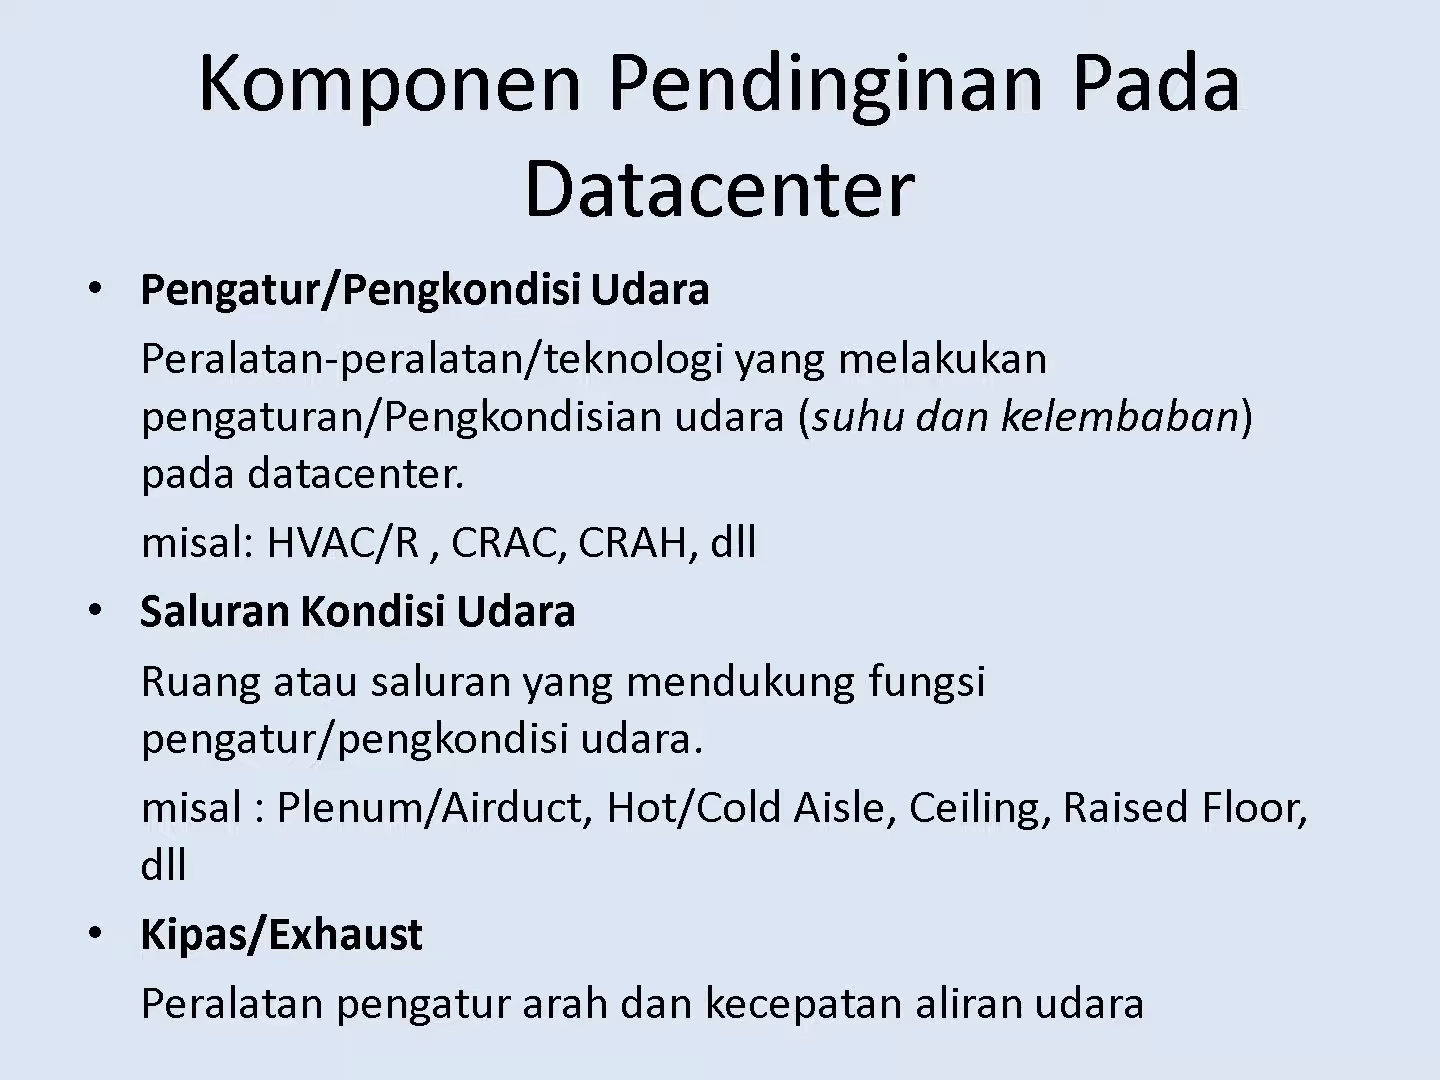 Komponen Pendinginan Pada
Datacenter
• Pengatur/Pengkondisi Udara
Peralatan-peralatan/teknologi yang melakukan
pengaturan/Pengkondisian udara (suhu dan kelembaban)
pada datacenter.
misal: HVAC/R , CRAC, CRAH, dll
• Saluran Kondisi Udara
Ruang atau saluran yang mendukung fungsi
pengatur/pengkondisi udara.
misal : Plenum/Airduct, Hot/Cold Aisle, Ceiling, Raised Floor,
dll
• Kipas/Exhaust
Peralatan pengatur arah dan kecepatan aliran udara